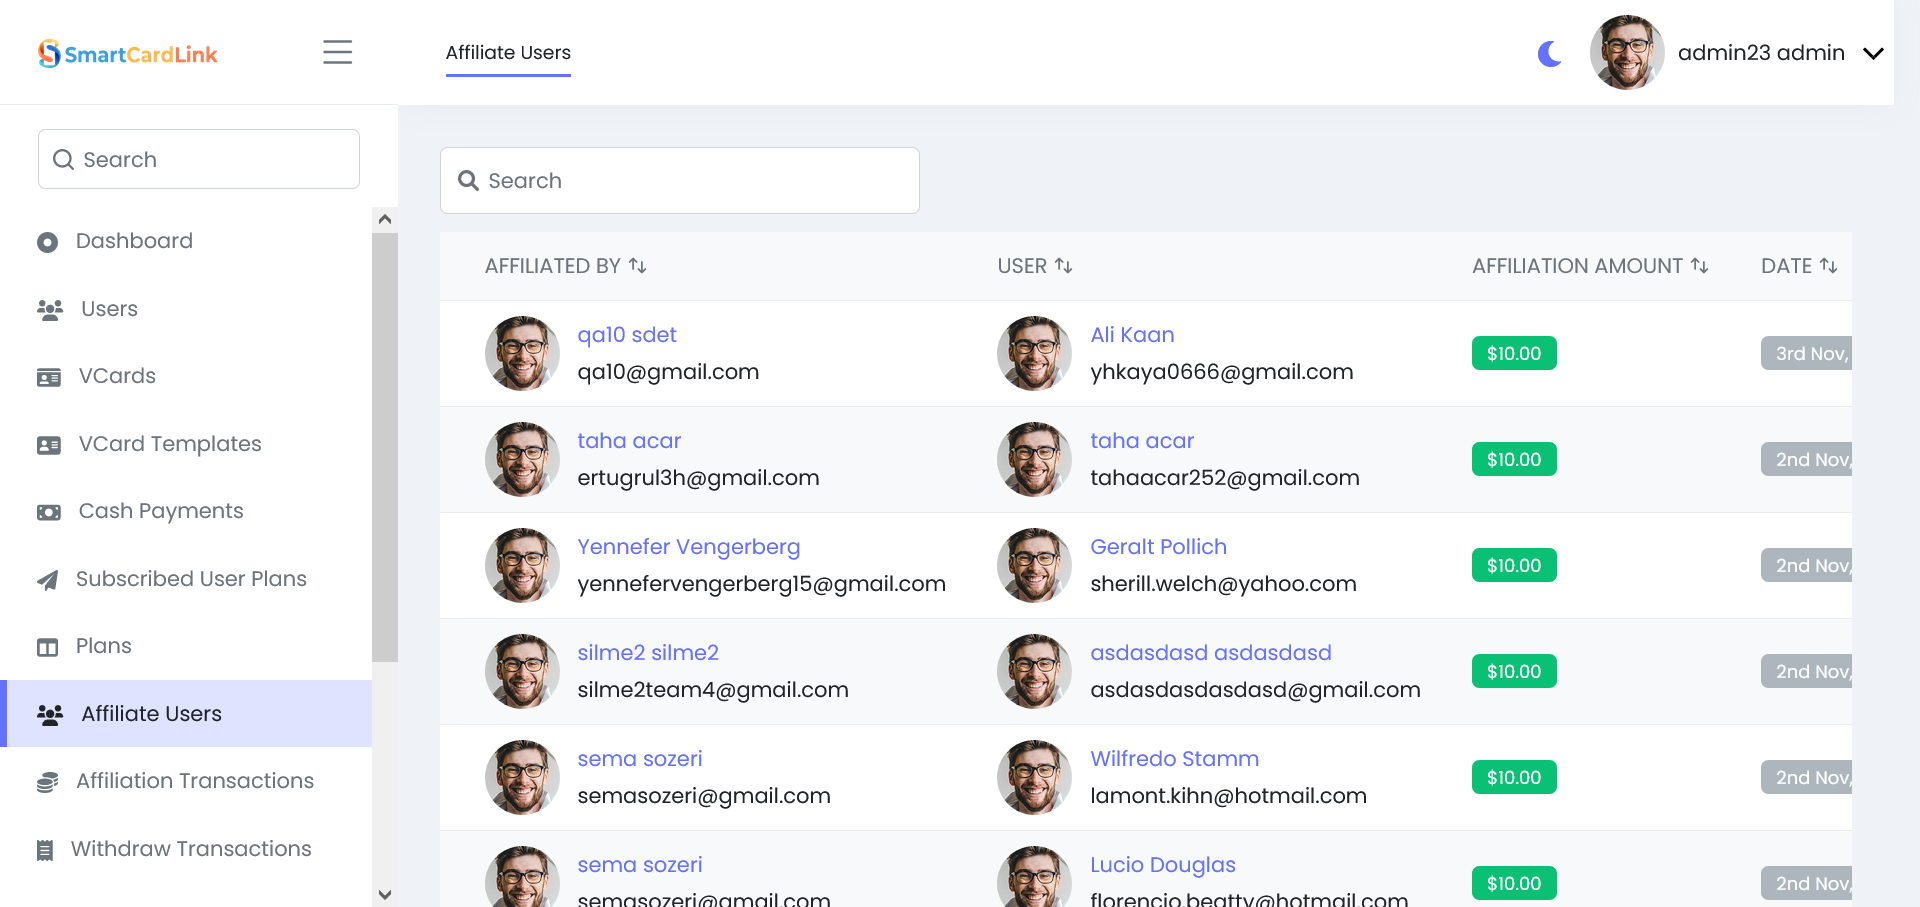 SmartCardLink
Affiliate Users
admin23 admin
Search
Dashboard
Users
VCards
VCard Templates
Cash Payments
Subscribed User Plans
Plans
Affiliate Users
Affiliation Transactions
Withdraw Transactions
Search
AFFILIATED BY USER AFFILIATION AMOUNT DATE
qa10 sdet Ali Kaan
qa10@gmail.com yhkaya0666@gmail.com $10.00 3rd Nov,
taha acar taha acar
ertugrul3h@gmail.com tahaacar252@gmail.com $10.00 2nd Nov,
Yennefer Vengerberg Geralt Pollich
yennefervengerberg15@gmail.com sherill.welch@yahoo.com $10.00 2nd Nov,
silme2 silme2 asdasdasd asdasdasd
silme2team4@gmail.com asdasdasdasdasd@gmail.com $10.00 2nd Nov,
sema sozeri Wilfredo Stamm
semasozeri@gmail.com lamont.kihn@hotmail.com $10.00 2nd Nov,
sema sozeri Lucio Douglas
semasozeri@gmail.com florencio.beatty@hotmail.com $10.00 2nd Nov,